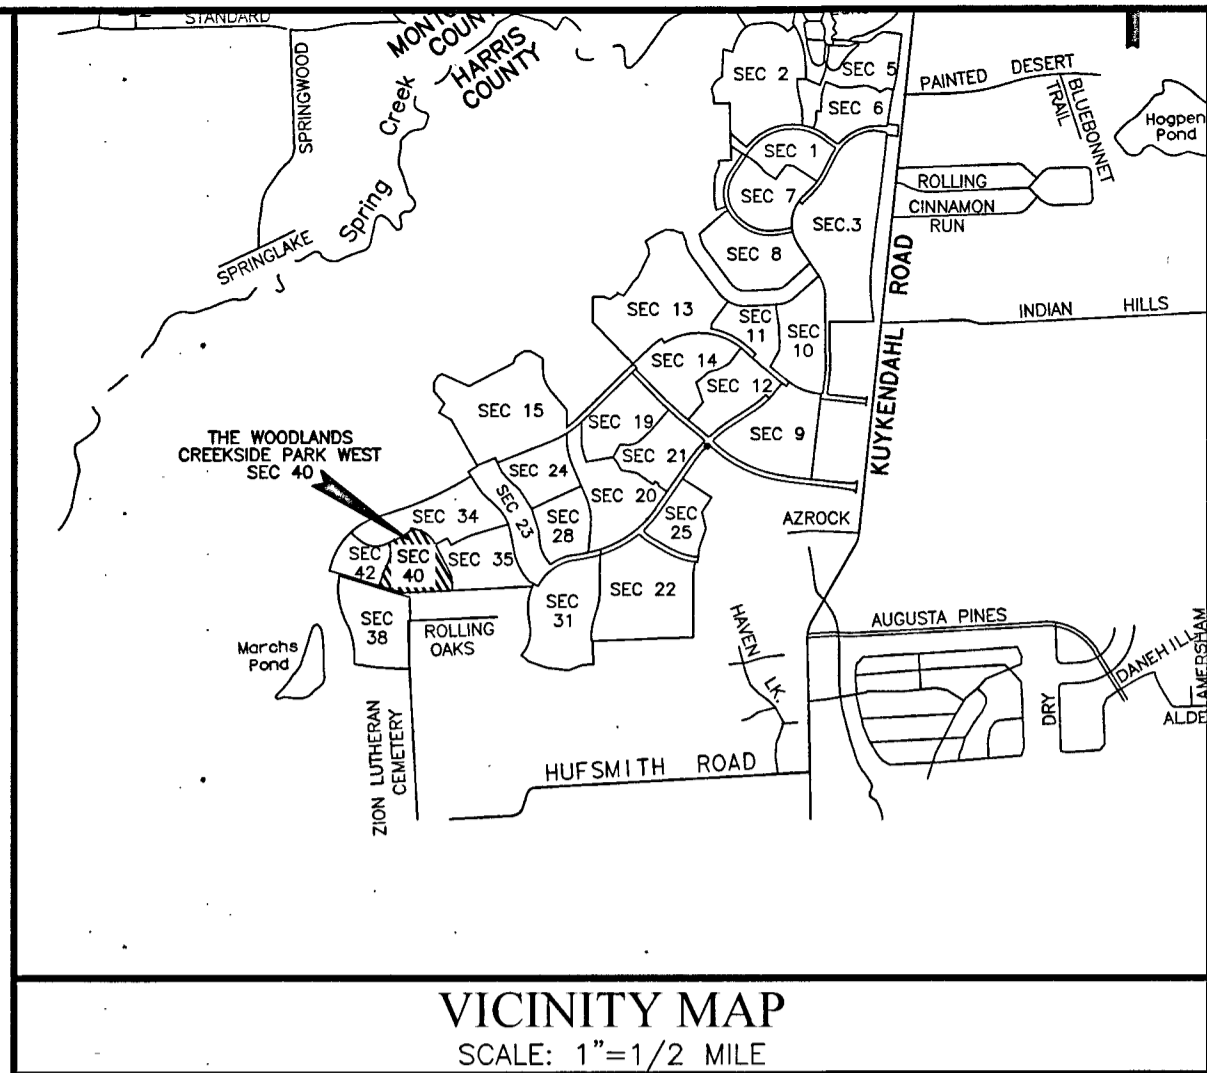 STANDARD
COUNTY
HARRIS
COUNTY
SPRINGWOOD
Spring Creek
SPRINGLAKE
SEC 2
SEC 5
SEC 6
SEC 1
SEC 7
SEC.3
SEC 8
PAINTED DESERT
BLUEBONNET
TRAIL
Hogpen
Pond
ROLLING
CINNAMON
RUN
KUYKENDAHL ROAD
INDIAN HILLS
SEC 13
SEC
11
SEC
10
SEC 14
SEC 12
SEC 15
SEC 19
SEC 9
SEC 21
THE WOODLANDS
CREEKSIDE PARK WEST
SEC 40
SEC 24
SEC 23
SEC 20
SEC 34
SEC
28
SEC
25
AZROCK
SEC
42
SEC
40
SEC 35
SEC 22
SEC
31
SEC
38
ROLLING
OAKS
Marchs
Pond
HAVEN
LK.
AUGUSTA PINES
DANEHILL
AMERSHAM
DRY
ALDE
ZION LUTHERAN
CEMETERY
HUFSMITH ROAD
VICINITY MAP
SCALE: 1"=1/2 MILE